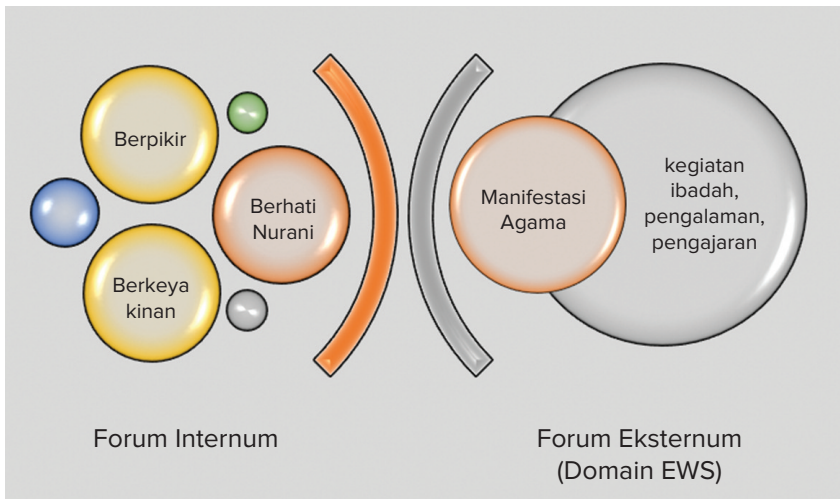 Berpikir
Berhati
Nurani
Berkeya
kinan
Manifestasi
Agama
kegiatan
ibadah,
pengalaman,
pengajaran
Forum Internum
Forum Eksternum
(Domain EWS)